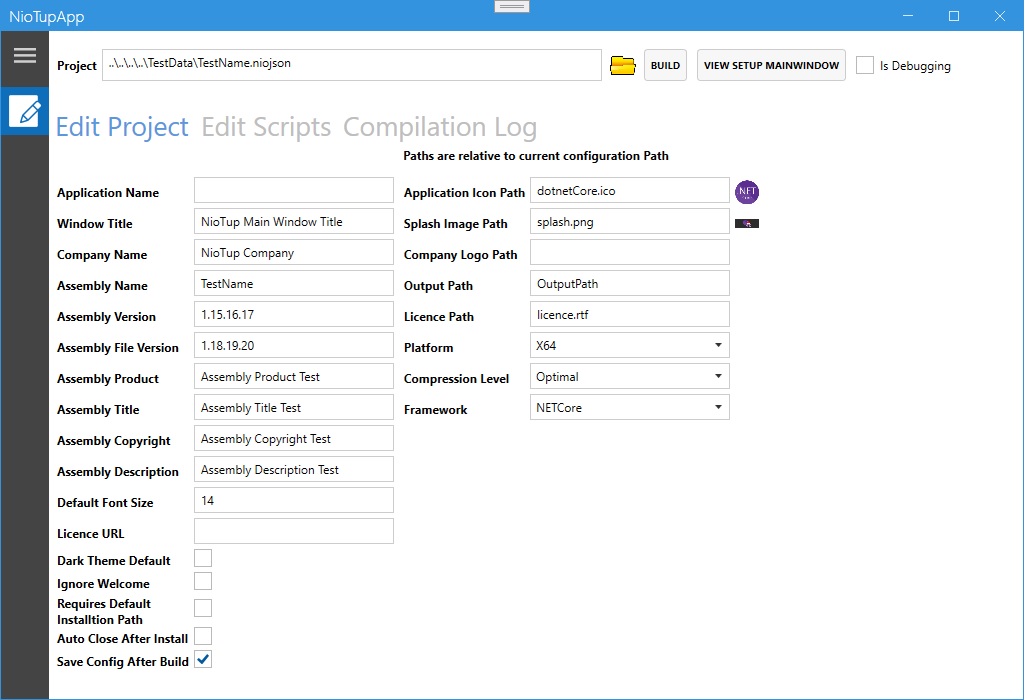 NioTupApp
Project ..\..\..\..\TestData\TestName.niojson BUILD VIEW SETUP MAINWINDOW Is Debugging
Edit Project Edit Scripts Compilation Log
Paths are relative to current configuration Path
Application Name Application Icon Path dotnetCore.ico NET
Window Title NioTup Main Window Title Splash Image Path splash.png
Company Name NioTup Company Company Logo Path
Assembly Name TestName Output Path OutputPath
Assembly Version 1.15.16.17 Licence Path licence.rtf
Assembly File Version 1.18.19.20 Platform X64
Assembly Product Assembly Product Test Compression Level Optimal
Assembly Title Assembly Title Test Framework NETCore
Assembly Copyright Assembly Copyright Test
Assembly Description Assembly Description Test
Default Font Size 14
Licence URL
Dark Theme Default
Ignore Welcome
Requires Default
Installtion Path
Auto Close After Install
Save Config After Build